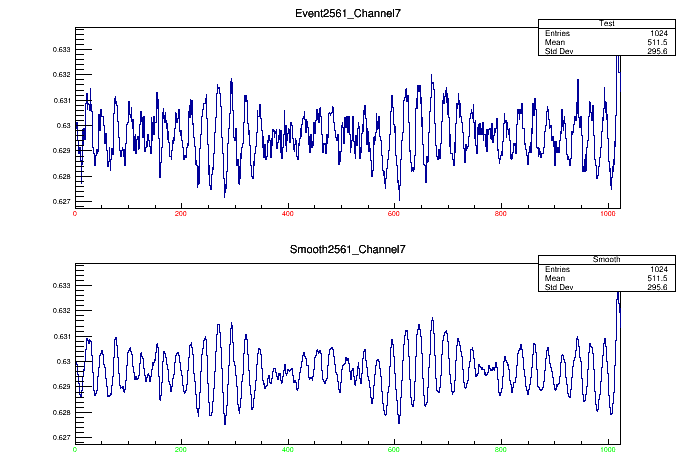 Event2561_Channel7
Test
Entries 1024
Mean 511.5
Std Dev 295.6
0.633
0.632
0.631
0.63
0.629
0.628
0.627
0 200 400 600 800 1000
Smooth2561_Channel7
Smooth
Entries 1024
Mean 511.5
Std Dev 295.6
0.633
0.632
0.631
0.63
0.629
0.628
0.627
0 200 400 600 800 1000